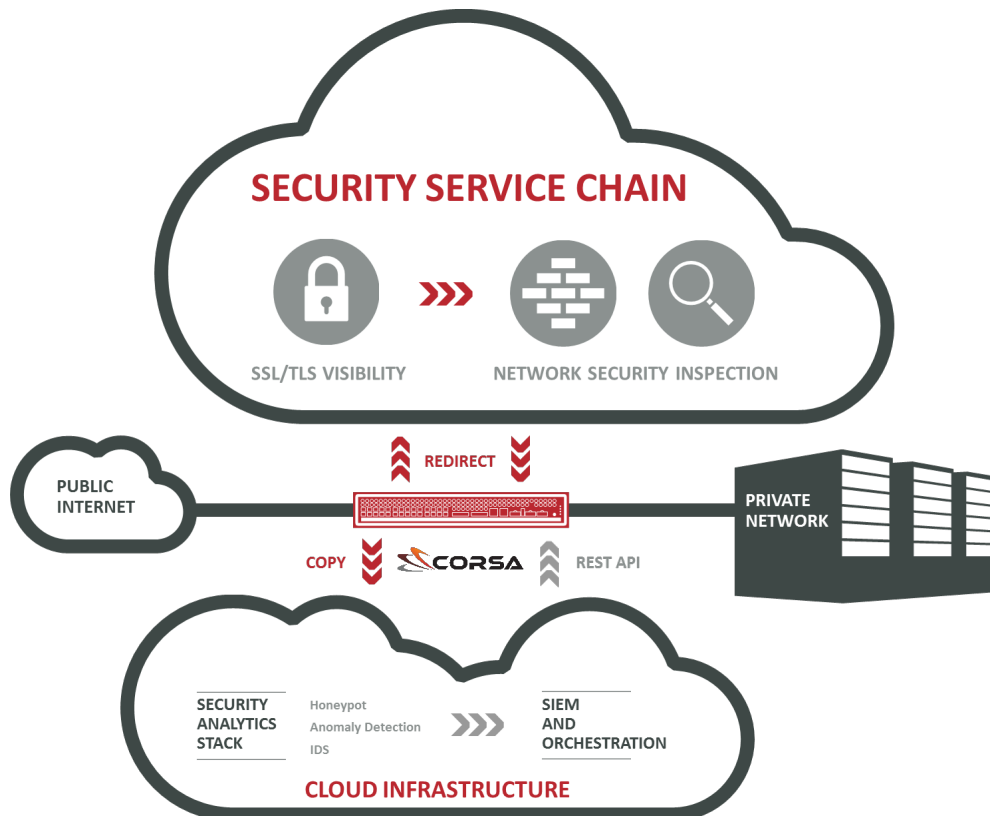 SECURITY SERVICE CHAIN
SSL/TLS VISIBILITY
NETWORK SECURITY INSPECTION
REDIRECT
PUBLIC
INTERNET
PRIVATE
NETWORK
COPY
CORSA
REST API
SECURITY
ANALYTICS
STACK
Honeypot
Anomaly Detection
IDS
SIEM
AND
ORCHESTRATION
CLOUD INFRASTRUCTURE